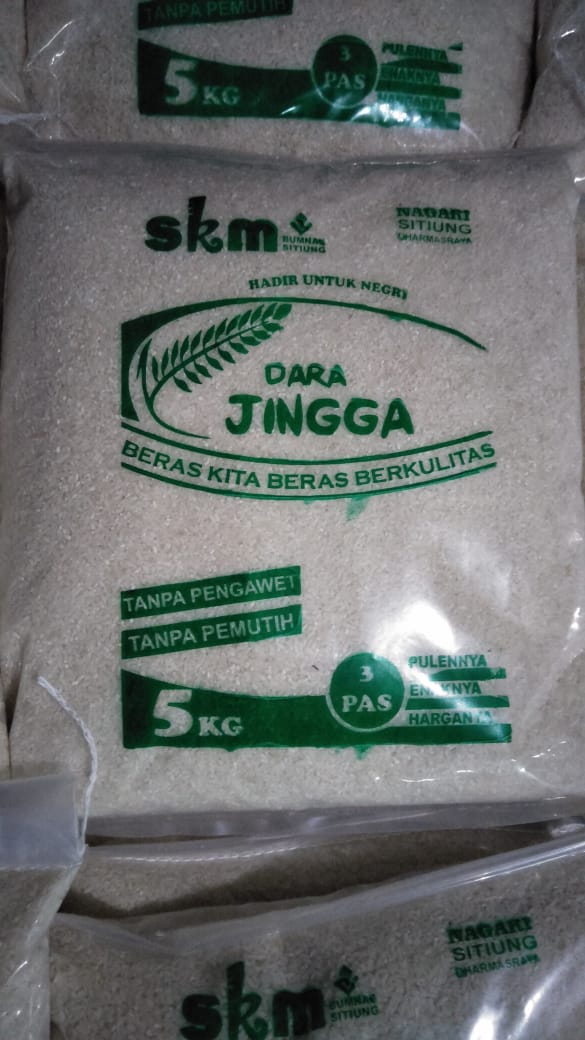 TANPA PEMUTIH
5 KG
3 PAS
PULENNYA
ENAKNYA
HARGANYA
skm
BUMNAG
SITIUNG
NAGARI
SITIUNG
DHARMASRAYA
HADIR UNTUK NEGRI
DARA
JINGGA
BERAS KITA BERAS BERKULITAS
TANPA PENGAWET
TANPA PEMUTIH
5 KG
3
PAS
PULENNYA
ENAKNYA
HARGANYA
skm
BUMNAG
SITIUNG
NAGARI
SITIUNG
DHARMASRAYA